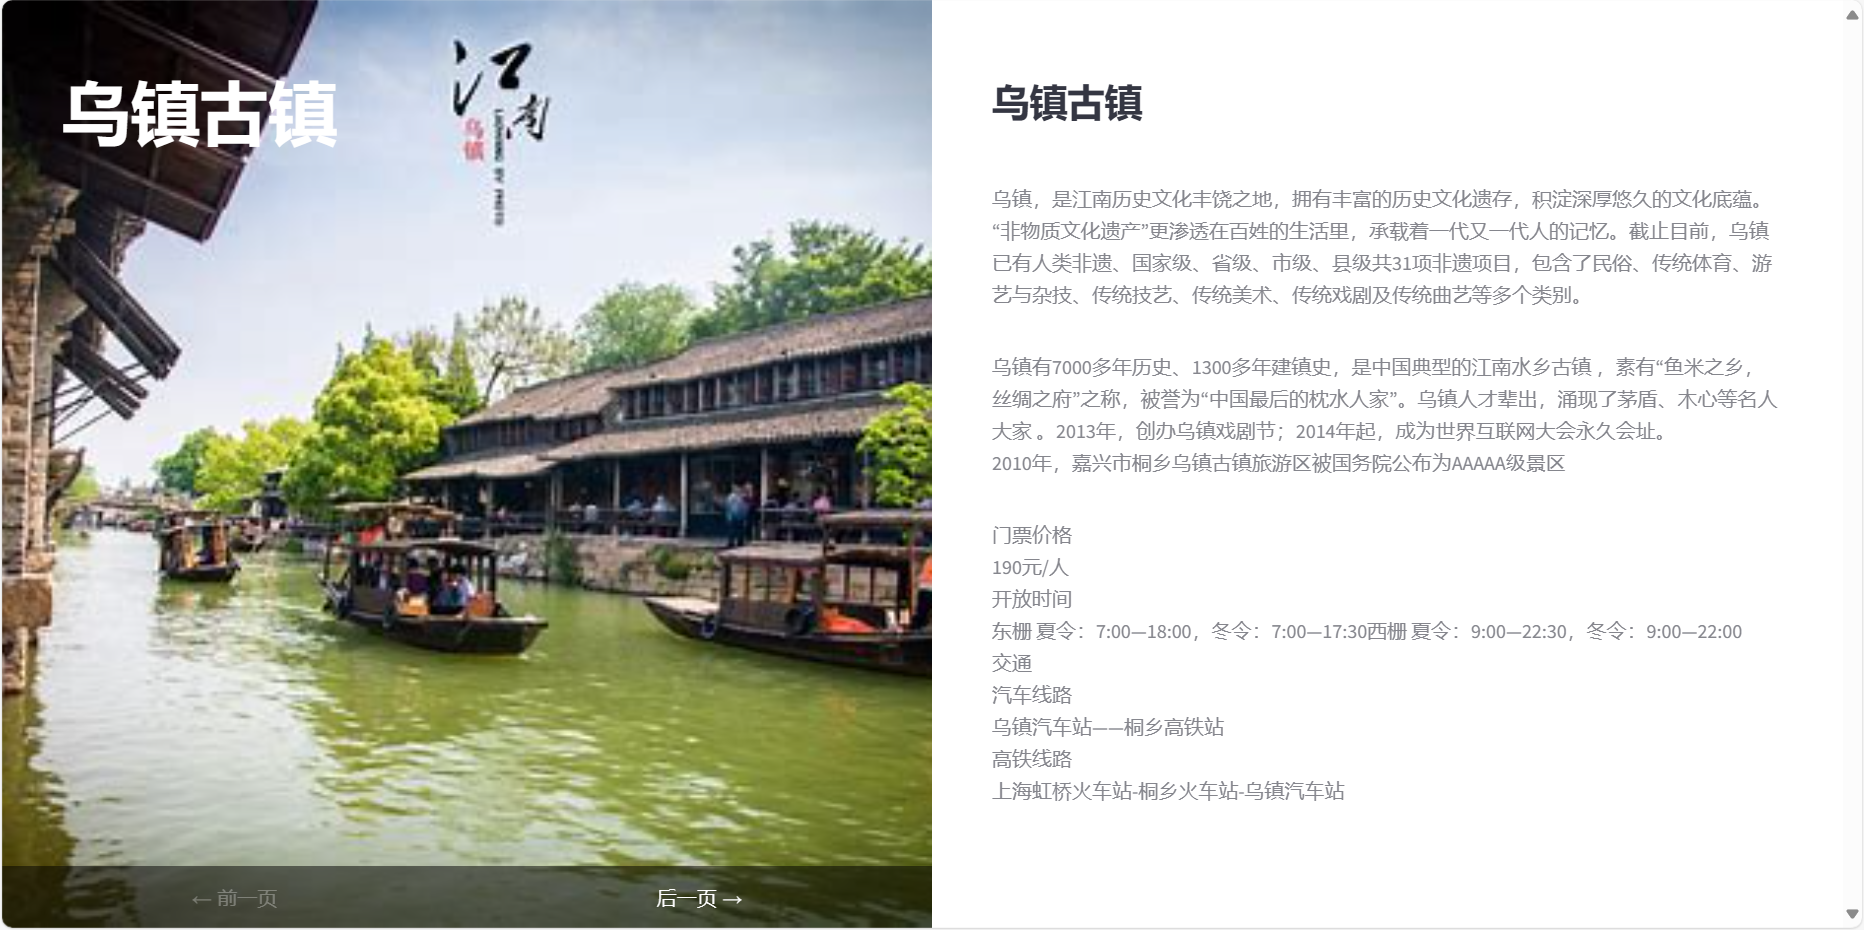 乌镇古镇
江南
乌镇
← 前一页
后一页 →
乌镇古镇
乌镇，是江南历史文化丰饶之地，拥有丰富的历史文化遗存，积淀深厚悠久的文化底蕴。
“非物质文化遗产”更渗透在百姓的生活里，承载着一代又一代人的记忆。截止目前，乌镇
已有人类非遗、国家级、省级、市级、县级共31项非遗项目，包含了民俗、传统体育、游
艺与杂技、传统技艺、传统美术、传统戏剧及传统曲艺等多个类别。
乌镇有7000多年历史、1300多年建镇史，是中国典型的江南水乡古镇 ，素有“鱼米之乡，
丝绸之府”之称，被誉为“中国最后的枕水人家”。乌镇人才辈出，涌现了茅盾、木心等名人
大家 。2013年，创办乌镇戏剧节；2014年起，成为世界互联网大会永久会址。
2010年，嘉兴市桐乡乌镇古镇旅游区被国务院公布为AAAAA级景区
门票价格
190元/人
开放时间
东栅 夏令：7:00—18:00，冬令：7:00—17:30西栅 夏令：9:00—22:30，冬令：9:00—22:00
交通
汽车线路
乌镇汽车站——桐乡高铁站
高铁线路
上海虹桥火车站-桐乡火车站-乌镇汽车站